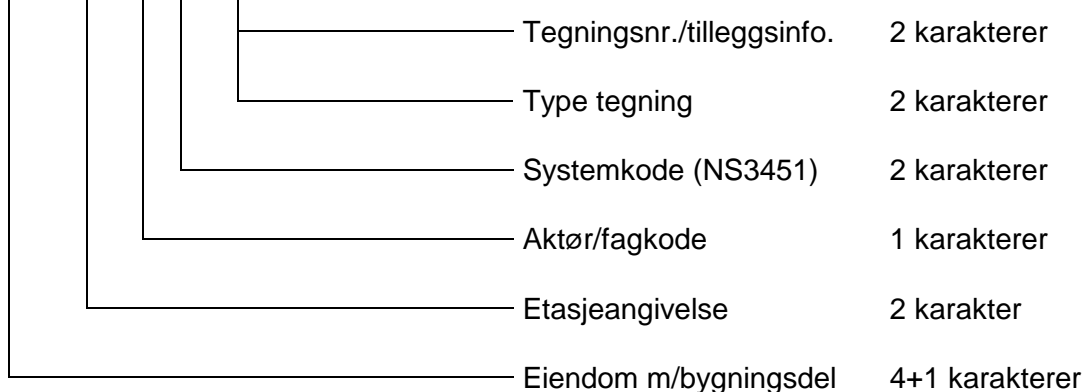 Tegningsnr./tilleggsinfo. 2 karakterer
Type tegning 2 karakterer
Systemkode (NS3451) 2 karakterer
Aktør/fagkode 1 karakterer
Etasjeangivelse 2 karakter
Eiendom m/bygningsdel 4+1 karakterer